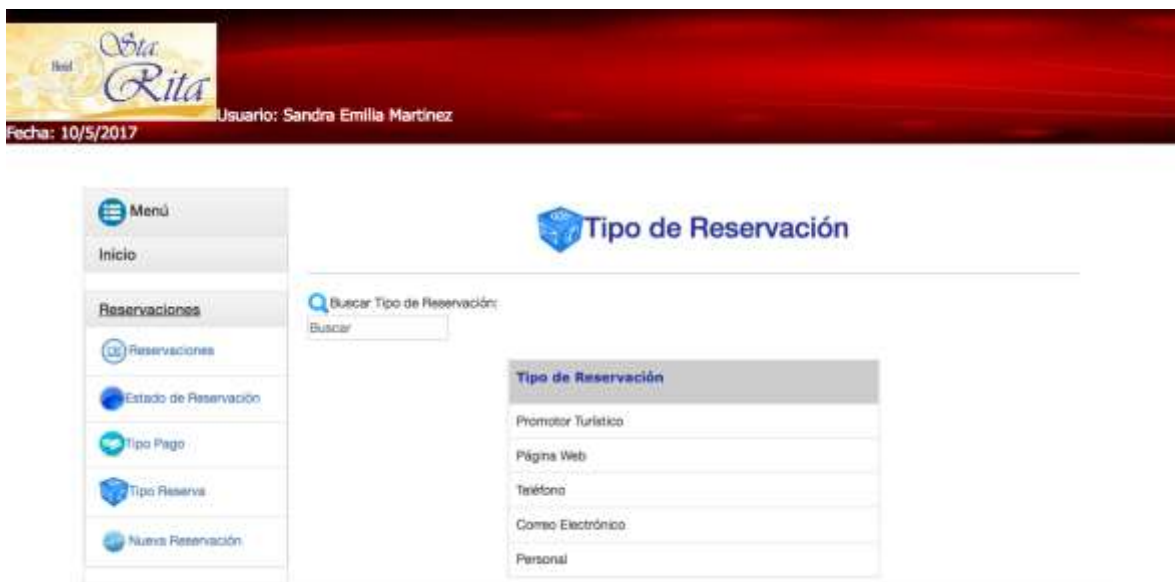 Hotel
Sta.
Rita
Usuario: Sandra Emilia Martinez
Fecha: 10/5/2017
Menú
Inicio
Reservaciones
Reservaciones
Estado de Reservación
Tipo Pago
Tipo Reserva
Nueva Reservación
Tipo de Reservación
Buscar Tipo de Reservación:
Buscar
Tipo de Reservación
Promotor Turístico
Página Web
Teléfono
Correo Electrónico
Personal